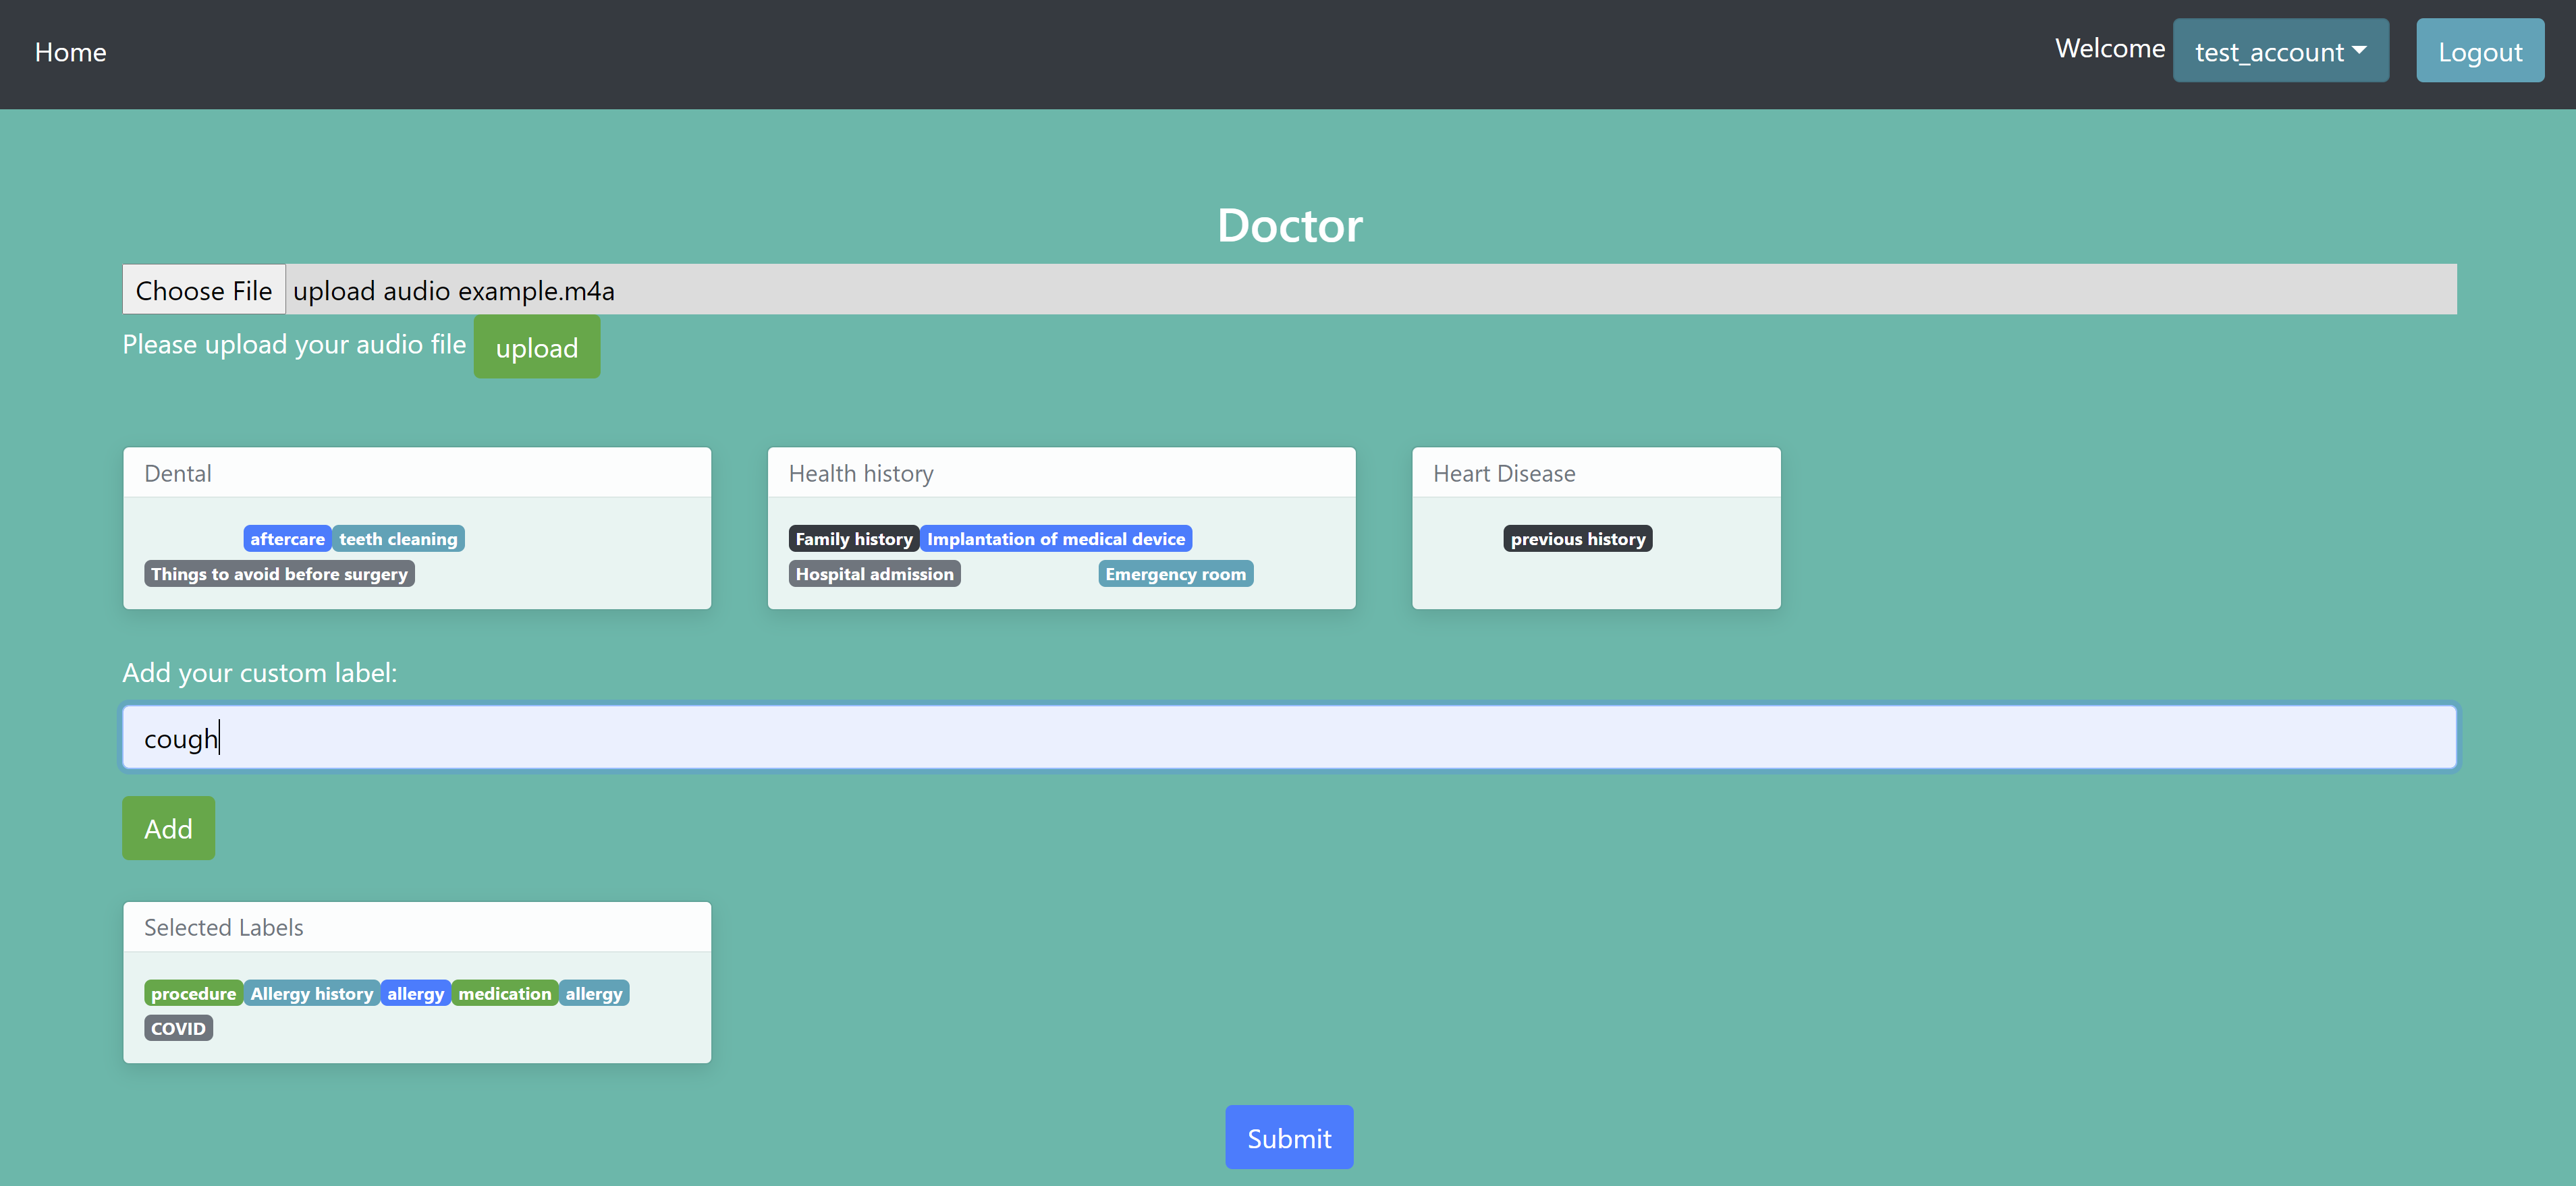 Home
Welcome test_account Logout
Doctor
Choose File upload audio example.m4a
Please upload your audio file upload
Dental
aftercare teeth cleaning
Things to avoid before surgery
Health history
Family history Implantation of medical device
Hospital admission Emergency room
Heart Disease
previous history
Add your custom label:
cough
Add
Selected Labels
procedure Allergy history allergy medication allergy
COVID
Submit